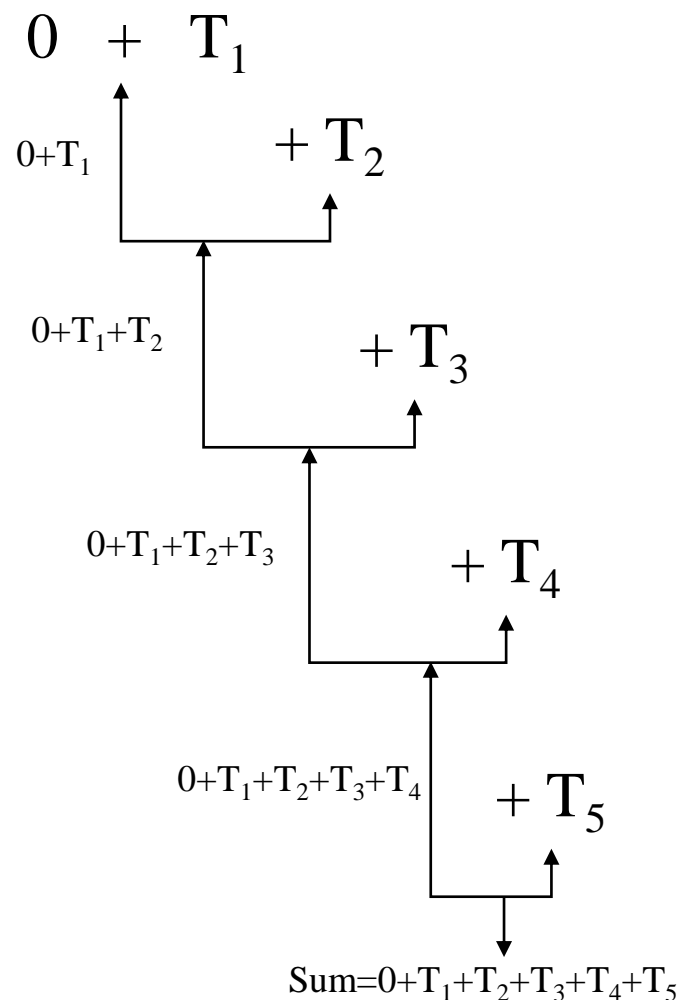 0 + T₁
+ T₂
0+T₁
+ T₃
0+T₁+T₂
+ T₄
0+T₁+T₂+T₃
+ T₅
0+T₁+T₂+T₃+T₄
Sum=0+T₁+T₂+T₃+T₄+T₅